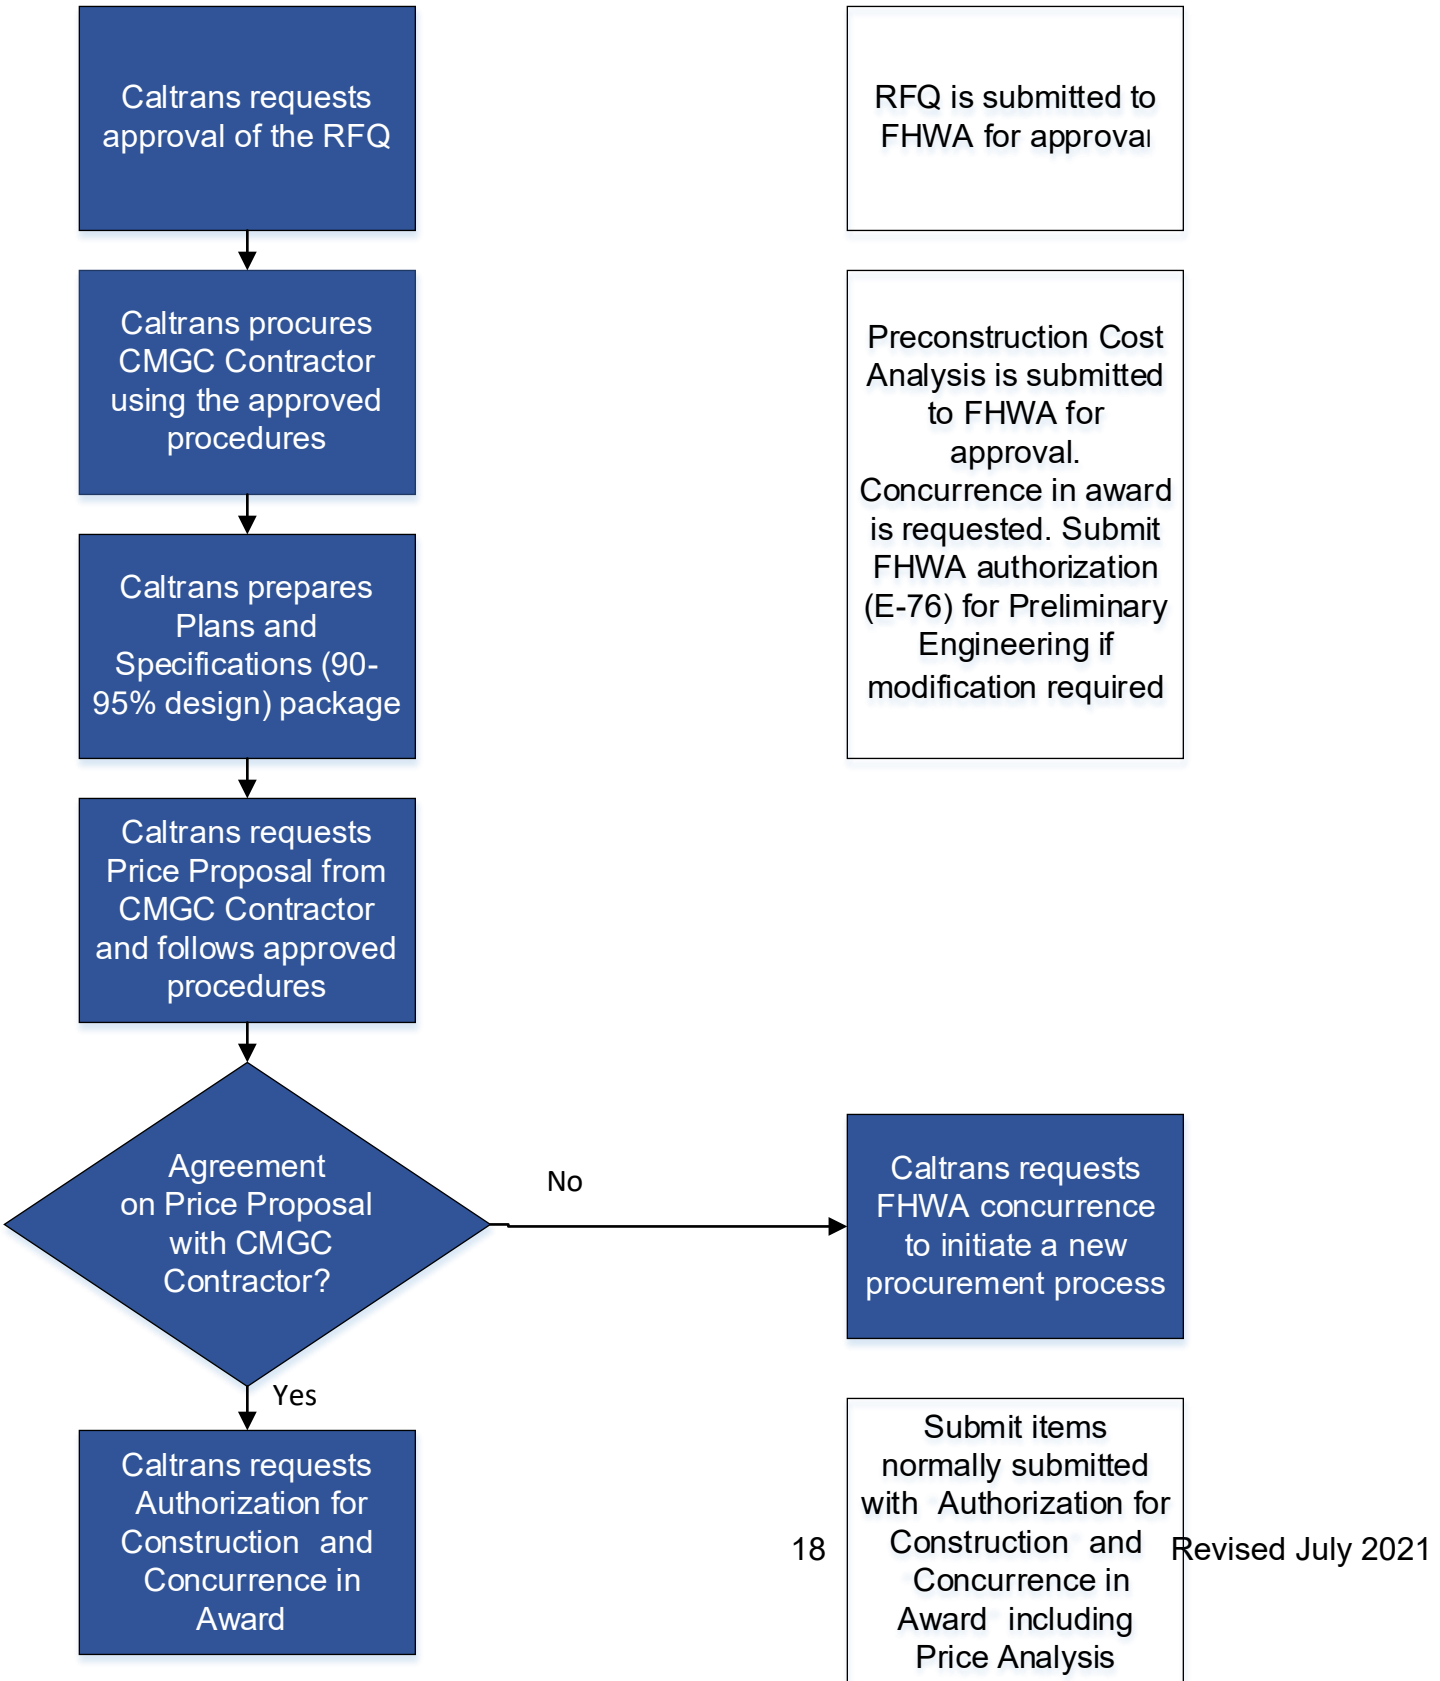 Caltrans requests
approval of the RFQ
RFQ is submitted to
FHWA for approval
Caltrans procures
CMGC Contractor
using the approved
procedures
Preconstruction Cost
Analysis is submitted
to FHWA for
approval.
Concurrence in award
is requested. Submit
FHWA authorization
(E-76) for Preliminary
Engineering if
modification required
Caltrans prepares
Plans and
Specifications (90-
95% design) package
Caltrans requests
Price Proposal from
CMGC Contractor
and follows approved
procedures
Agreement
on Price Proposal
with CMGC
Contractor?
No
Caltrans requests
FHWA concurrence
to initiate a new
procurement process
Yes
Caltrans requests
Authorization for
Construction and
Concurrence in
Award
Submit items
normally submitted
with Authorization for
Construction and
Concurrence in
Award including
Price Analysis
18
Revised July 2021